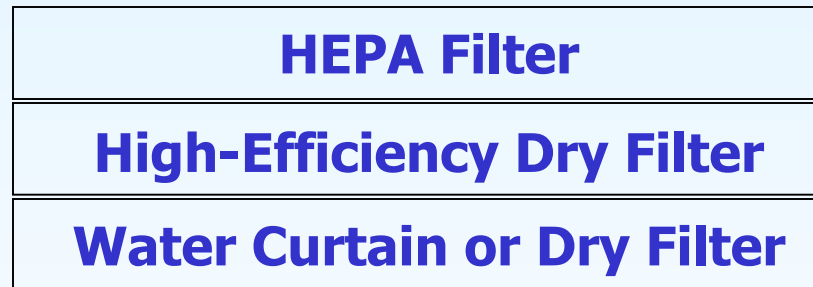 HEPA Filter
High-Efficiency Dry Filter
Water Curtain or Dry Filter